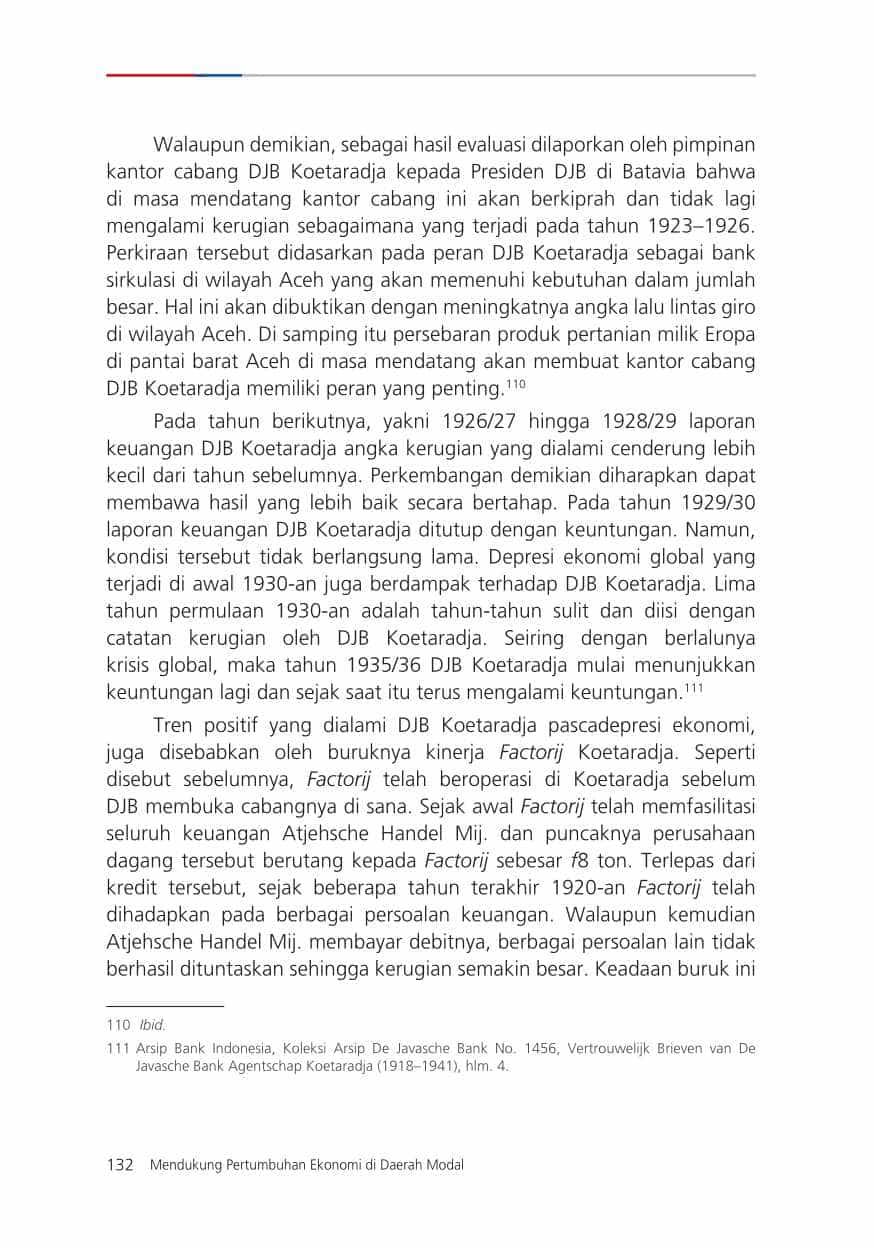 Walaupun demikian, sebagai hasil evaluasi dilaporkan oleh pimpinan
kantor cabang DJB Koetaradja kepada Presiden DJB di Batavia bahwa
di masa mendatang kantor cabang ini akan berkiprah dan tidak lagi
mengalami kerugian sebagaimana yang terjadi pada tahun 1923–1926.
Perkiraan tersebut didasarkan pada peran DJB Koetaradja sebagai bank
sirkulasi di wilayah Aceh yang akan memenuhi kebutuhan dalam jumlah
besar. Hal ini akan dibuktikan dengan meningkatnya angka lalu lintas giro
di wilayah Aceh. Di samping itu persebaran produk pertanian milik Eropa
di pantai barat Aceh di masa mendatang akan membuat kantor cabang
DJB Koetaradja memiliki peran yang penting.110
Pada tahun berikutnya, yakni 1926/27 hingga 1928/29 laporan
keuangan DJB Koetaradja angka kerugian yang dialami cenderung lebih
kecil dari tahun sebelumnya. Perkembangan demikian diharapkan dapat
membawa hasil yang lebih baik secara bertahap. Pada tahun 1929/30
laporan keuangan DJB Koetaradja ditutup dengan keuntungan. Namun,
kondisi tersebut tidak berlangsung lama. Depresi ekonomi global yang
terjadi di awal 1930-an juga berdampak terhadap DJB Koetaradja. Lima
tahun permulaan 1930-an adalah tahun-tahun sulit dan diisi dengan
catatan kerugian oleh DJB Koetaradja. Seiring dengan berlalunya
krisis global, maka tahun 1935/36 DJB Koetaradja mulai menunjukkan
keuntungan lagi dan sejak saat itu terus mengalami keuntungan.111
Tren positif yang dialami DJB Koetaradja pascadepresi ekonomi,
juga disebabkan oleh buruknya kinerja Factorij Koetaradja. Seperti
disebut sebelumnya, Factorij telah beroperasi di Koetaradja sebelum
DJB membuka cabangnya di sana. Sejak awal Factorij telah memfasilitasi
seluruh keuangan Atjehsche Handel Mij. dan puncaknya perusahaan
dagang tersebut berutang kepada Factorij sebesar f8 ton. Terlepas dari
kredit tersebut, sejak beberapa tahun terakhir 1920-an Factorij telah
dihadapkan pada berbagai persoalan keuangan. Walaupun kemudian
Atjehsche Handel Mij. membayar debitnya, berbagai persoalan lain tidak
berhasil dituntaskan sehingga kerugian semakin besar. Keadaan buruk ini
110 Ibid.
111 Arsip Bank Indonesia, Koleksi Arsip De Javasche Bank No. 1456, Vertrouwelijk Brieven van De
Javasche Bank Agentschap Koetaradja (1918–1941), hlm. 4.
132 Mendukung Pertumbuhan Ekonomi di Daerah Modal